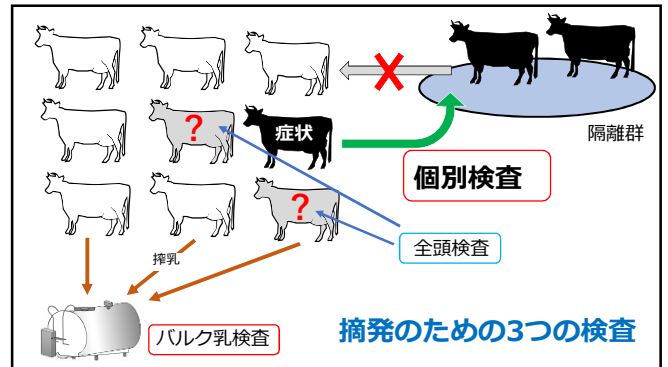 隔離群
?
症状
個別検査
?
全頭検査
搾乳
バルク乳検査
摘発のための3つの検査